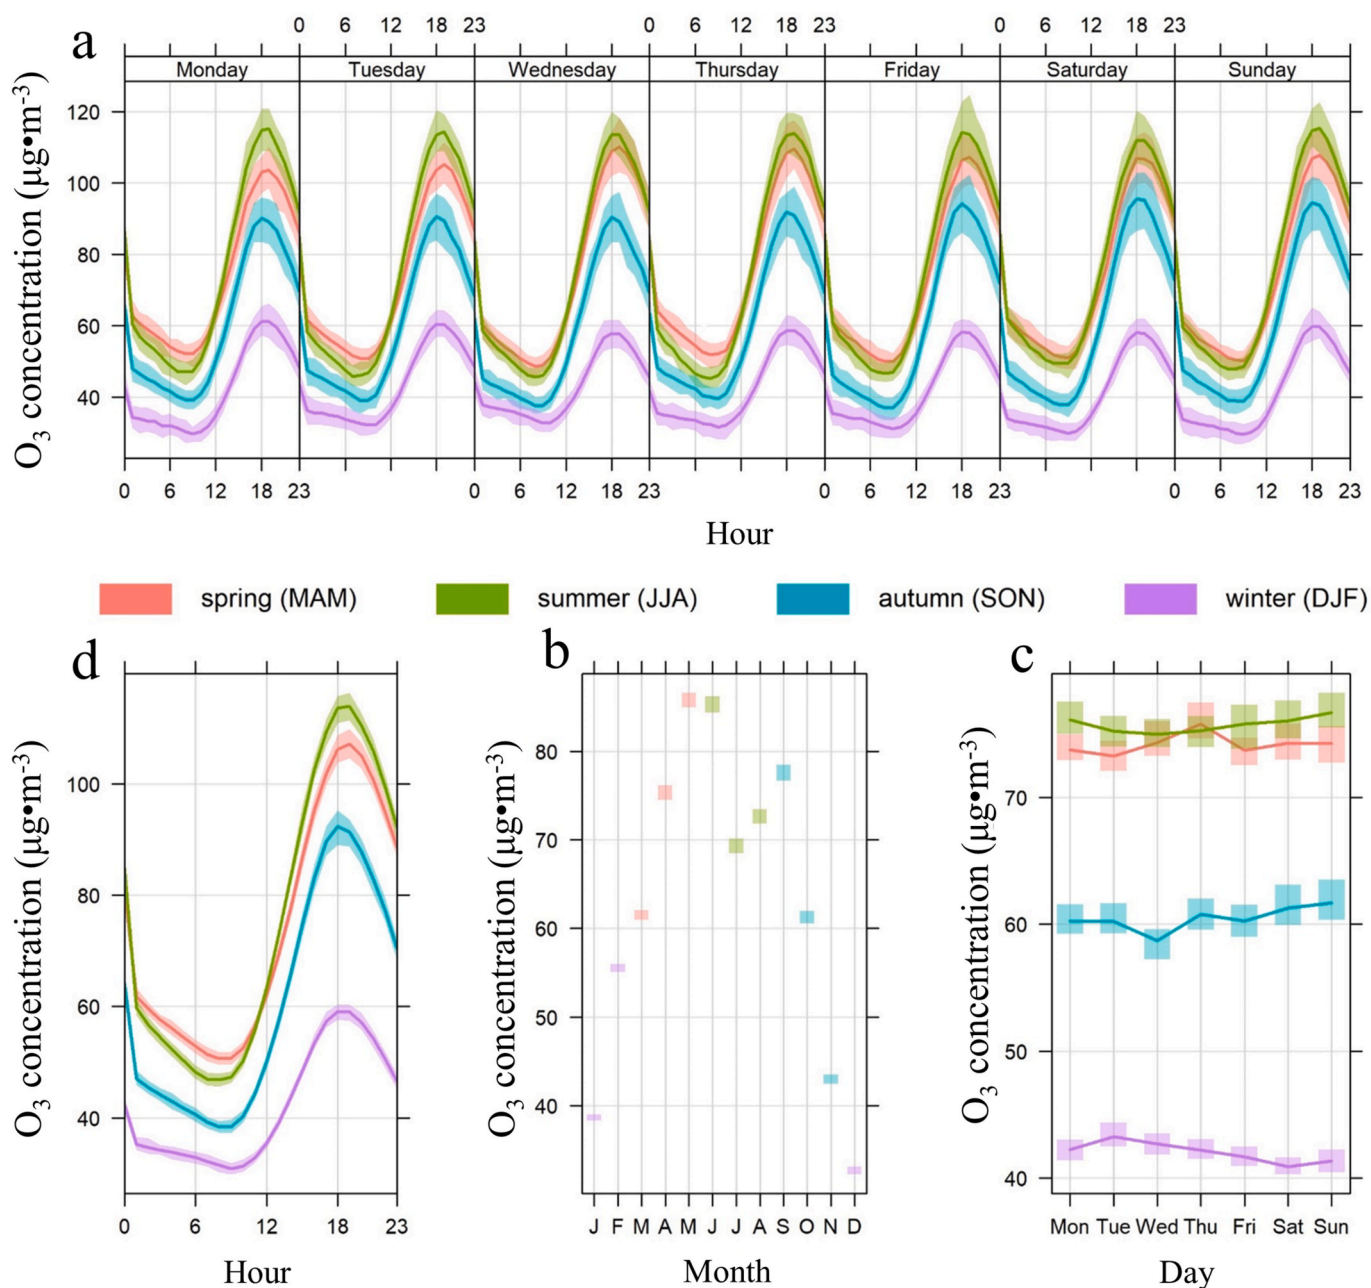 a
0 6 12 18 23 0 6 12 18 23 0 6 12 18 23
Monday Tuesday Wednesday Thursday Friday Saturday Sunday
O3 concentration (µg•m-3)
120
100
80
60
40
0 6 12 18 23 0 6 12 18 23 0 6 12 18 23 0 6 12 18 23
Hour
spring (MAM) summer (JJA) autumn (SON) winter (DJF)
d
O3 concentration (µg•m-3)
100
80
60
40
0 6 12 18 23
Hour
b
O3 concentration (µg•m-3)
80
70
60
50
40
J F M A M J J A S O N D
Month
c
O3 concentration (µg•m-3)
70
60
50
40
Mon Tue Wed Thu Fri Sat Sun
Day